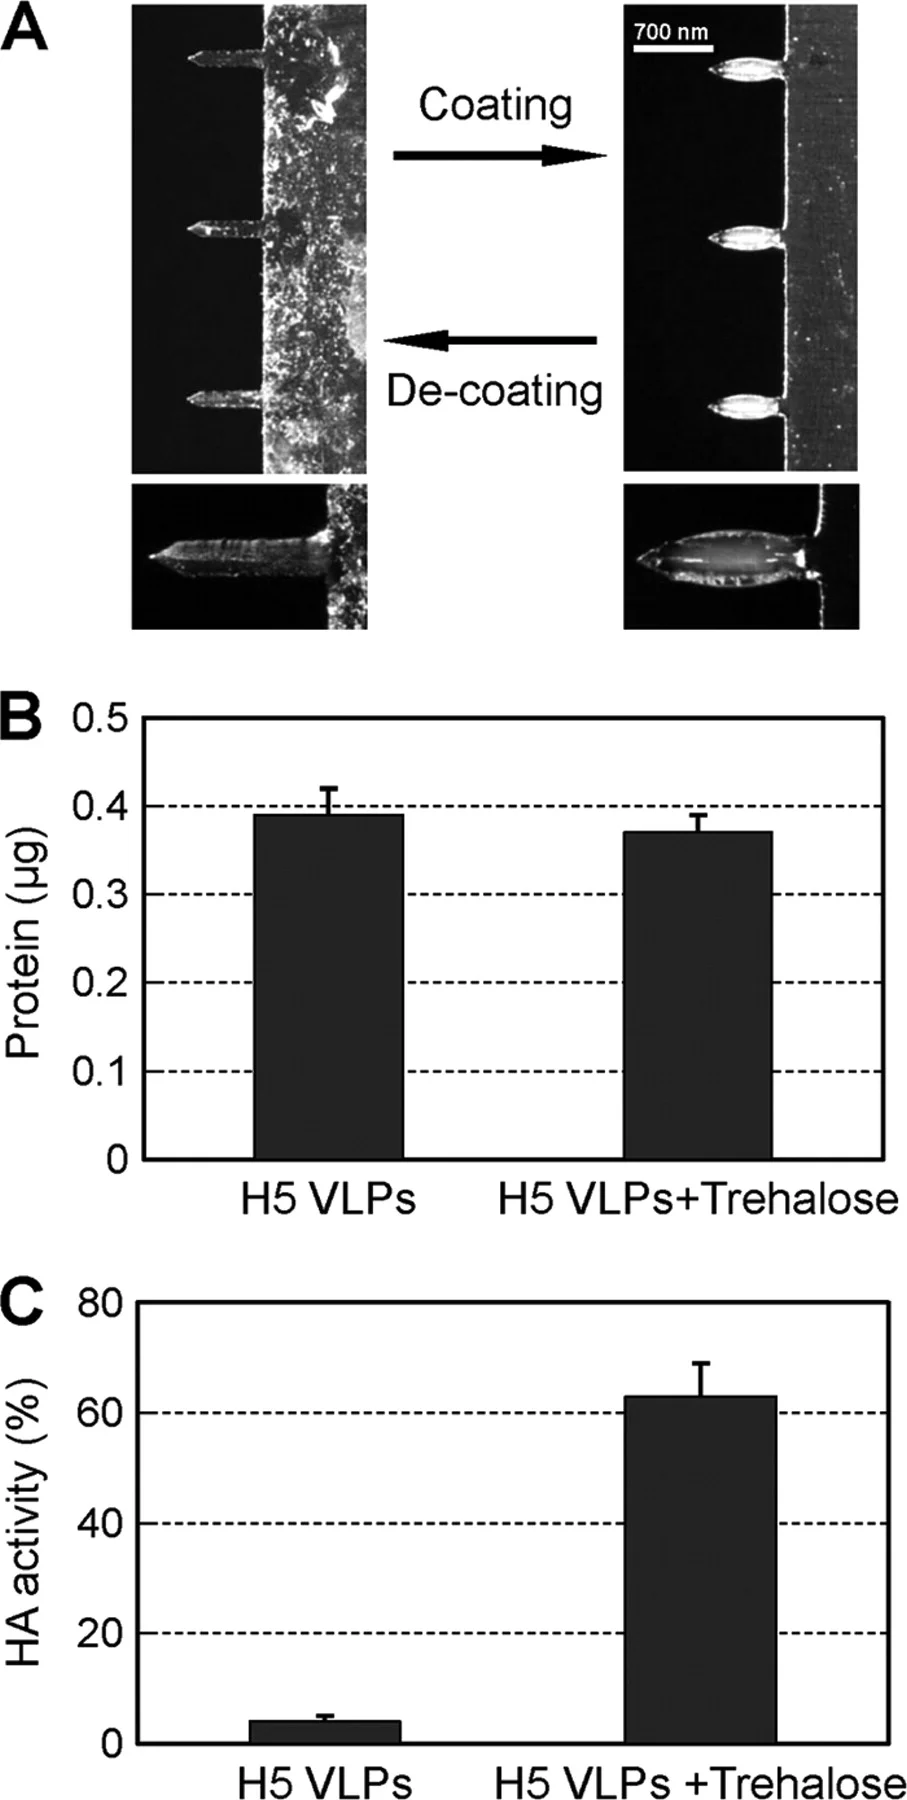 A
700 nm
Coating
De-coating
B
0.5
0.4
0.3
0.2
0.1
0
Protein (µg)
H5 VLPs
H5 VLPs+Trehalose
C
80
60
40
20
0
HA activity (%)
H5 VLPs
H5 VLPs +Trehalose